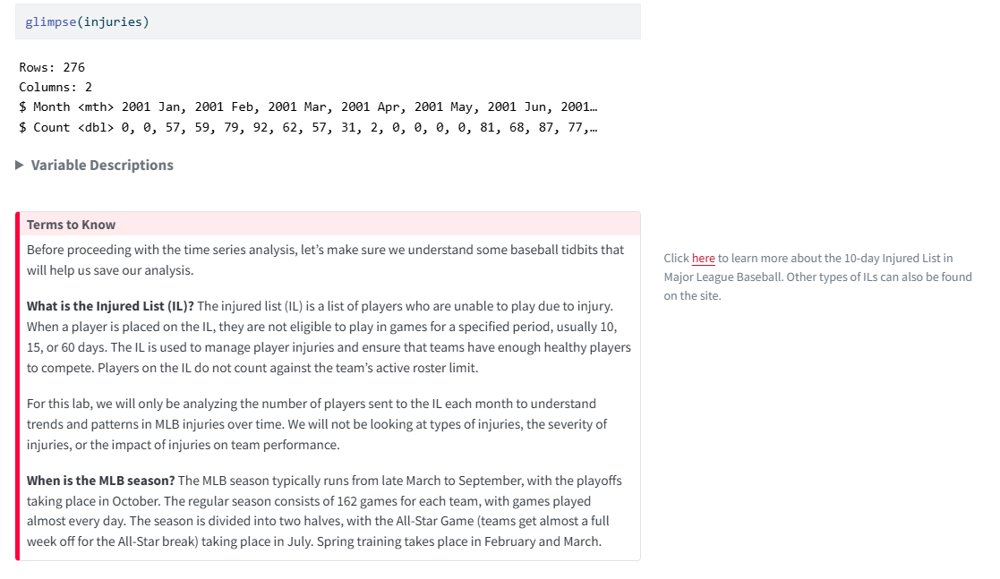 glimpse(injuries)
Rows: 276
Columns: 2
$ Month <mth> 2001 Jan, 2001 Feb, 2001 Mar, 2001 Apr, 2001 May, 2001 Jun, 2001…
$ Count <dbl> 0, 0, 57, 59, 79, 92, 62, 57, 31, 2, 0, 0, 0, 0, 81, 68, 87, 77,…
▶ Variable Descriptions
Terms to Know
Before proceeding with the time series analysis, let’s make sure we understand some baseball tidbits that
will help us save our analysis.
What is the Injured List (IL)? The injured list (IL) is a list of players who are unable to play due to injury.
When a player is placed on the IL, they are not eligible to play in games for a specified period, usually 10,
15, or 60 days. The IL is used to manage player injuries and ensure that teams have enough healthy players
to compete. Players on the IL do not count against the team’s active roster limit.
For this lab, we will only be analyzing the number of players sent to the IL each month to understand
trends and patterns in MLB injuries over time. We will not be looking at types of injuries, the severity of
injuries, or the impact of injuries on team performance.
When is the MLB season? The MLB season typically runs from late March to September, with the playoffs
taking place in October. The regular season consists of 162 games for each team, with games played
almost every day. The season is divided into two halves, with the All-Star Game (teams get almost a full
week off for the All-Star break) taking place in July. Spring training takes place in February and March.
Click here to learn more about the 10-day Injured List in
Major League Baseball. Other types of ILs can also be found
on the site.